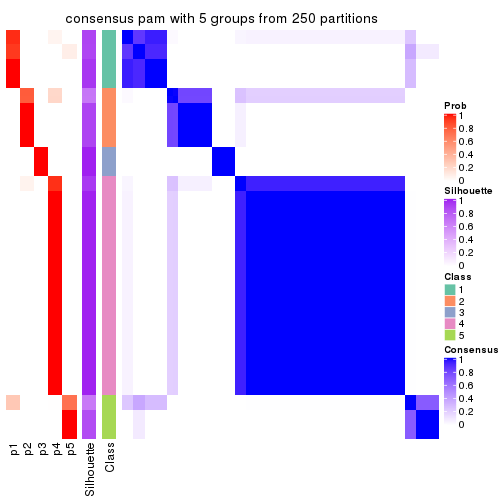 consensus pam with 5 groups from 250 partitions
Prob
1
0.8
0.6
0.4
0.2
0
Silhouette
1
0.8
0.6
0.4
0.2
0
Class
1
2
3
4
5
Consensus
1
0.8
0.6
0.4
0.2
0
p1
p2
p3
p4
p5
Silhouette
Class